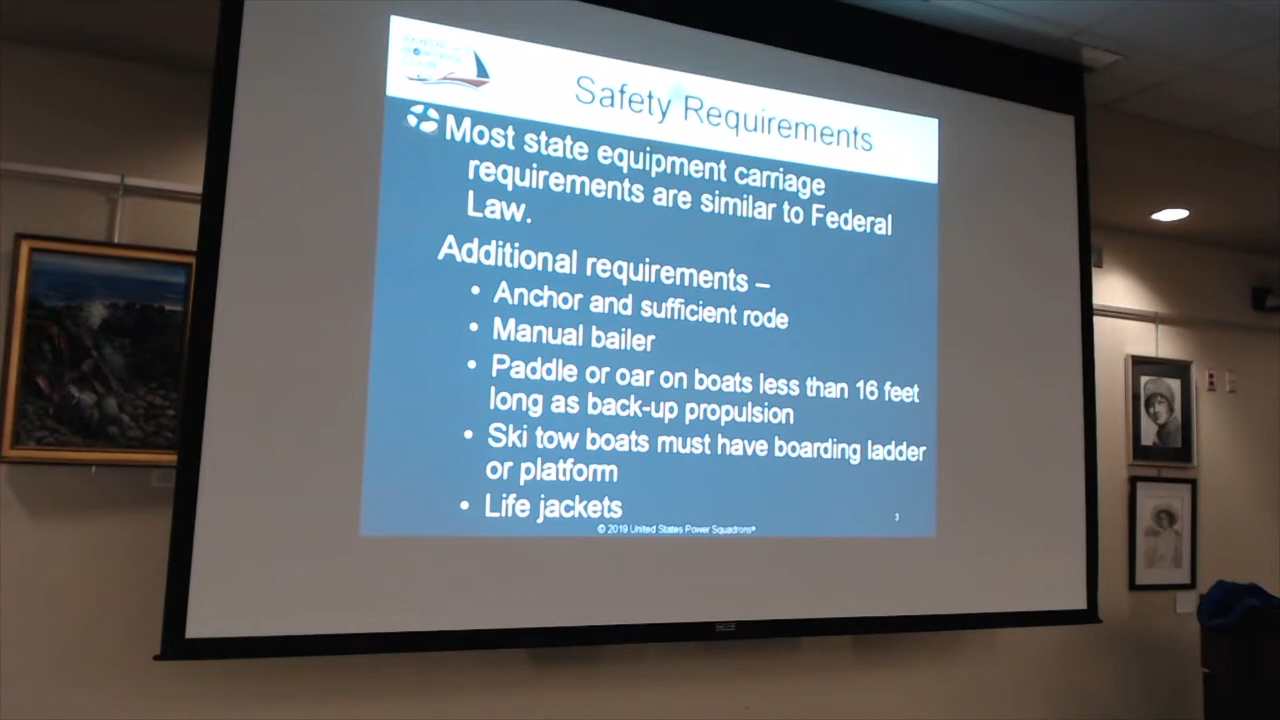 Safety Requirements
Most state equipment carriage
requirements are similar to Federal
Law.
Additional requirements –
• Anchor and sufficient rode
• Manual bailer
• Paddle or oar on boats less than 16 feet
long as back-up propulsion
• Ski tow boats must have boarding ladder
or platform
• Life jackets
© 2019 United States Power Squadrons®
3